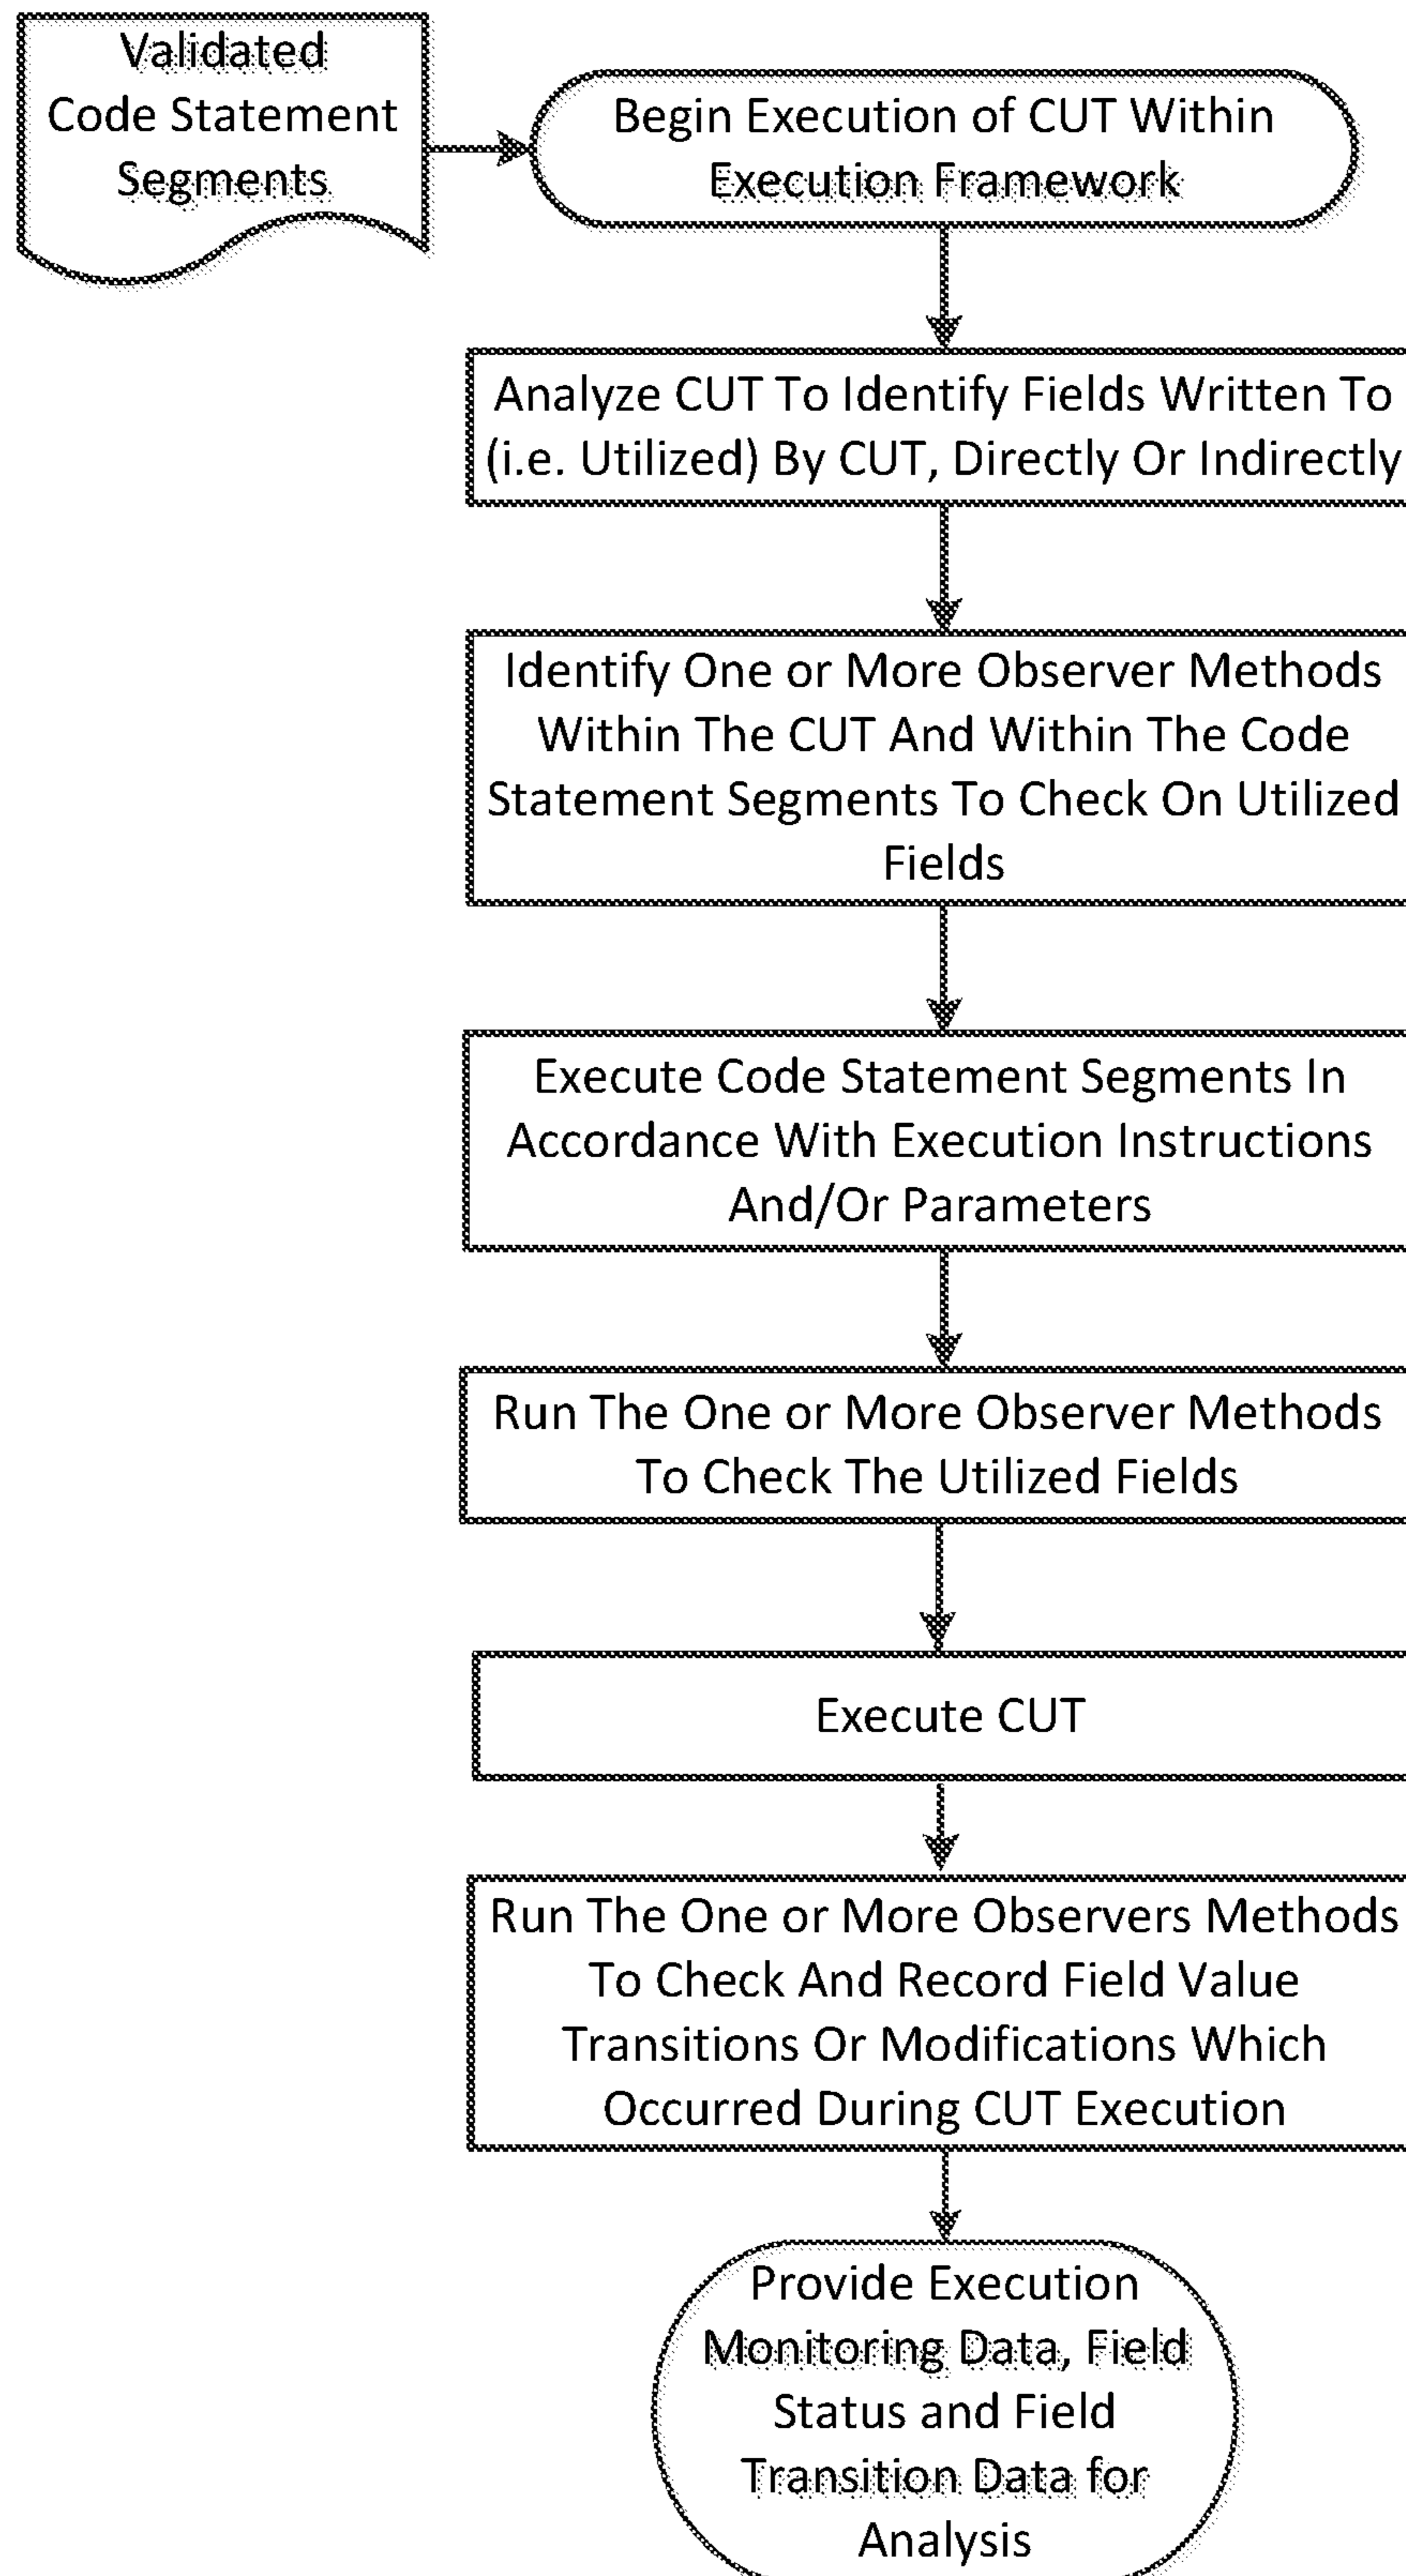 Validated
Code Statement
Segments
Begin Execution of CUT Within
Execution Framework
Analyze CUT To Identify Fields Written To
(i.e. Utilized) By CUT, Directly Or Indirectly
Identify One or More Observer Methods
Within The CUT And Within The Code
Statement Segments To Check On Utilized
Fields
Execute Code Statement Segments In
Accordance With Execution Instructions
And/Or Parameters
Run The One or More Observer Methods
To Check The Utilized Fields
Execute CUT
Run The One or More Observers Methods
To Check And Record Field Value
Transitions Or Modifications Which
Occurred During CUT Execution
Provide Execution
Monitoring Data, Field
Status and Field
Transition Data for
Analysis